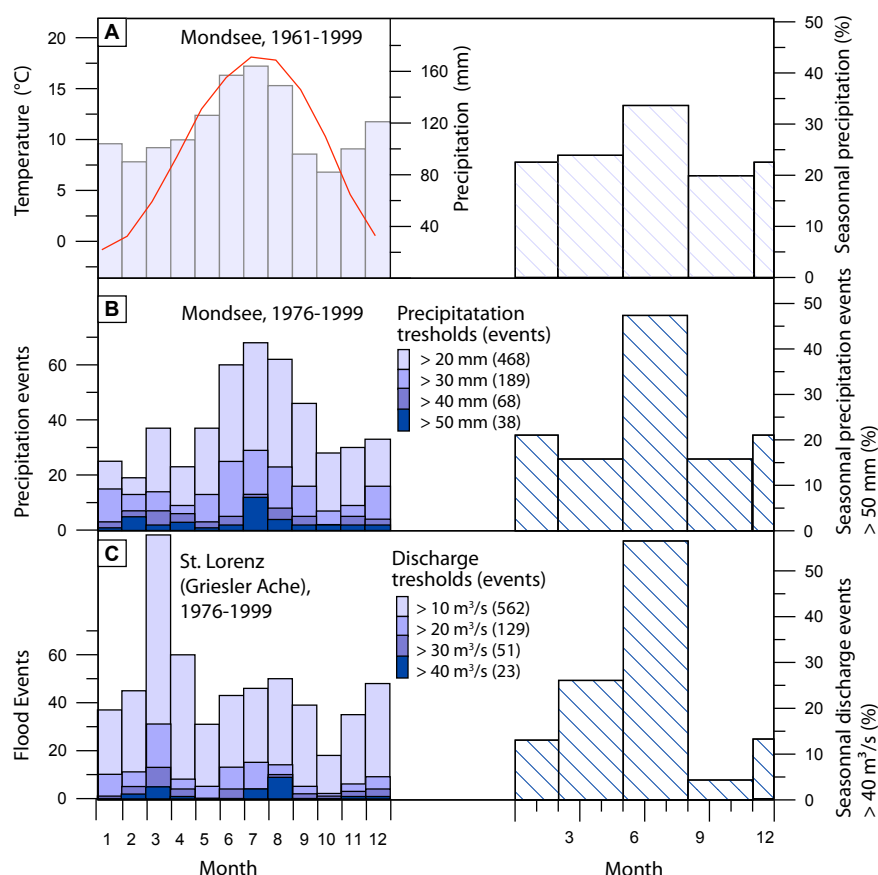 A
Mondsee, 1961-1999
Temperature (°C)
20
15
10
5
0
Precipitation (mm)
160
120
80
40
Seasonnal precipitation (%)
50
40
30
20
10
0
B
Mondsee, 1976-1999
Precipitatation
tresholds (events)
> 20 mm (468)
> 30 mm (189)
> 40 mm (68)
> 50 mm (38)
Precipitation events
60
40
20
0
Seasonnal precipitation events
> 50 mm (%)
50
40
30
20
10
0
C
St. Lorenz
(Griesler Ache),
1976-1999
Discharge
tresholds (events)
> 10 m³/s (562)
> 20 m³/s (129)
> 30 m³/s (51)
> 40 m³/s (23)
Flood Events
60
40
20
0
Seasonnal discharge events
> 40 m³/s (%)
50
40
30
20
10
0
1 2 3 4 5 6 7 8 9 10 11 12
Month
3 6 9 12
Month